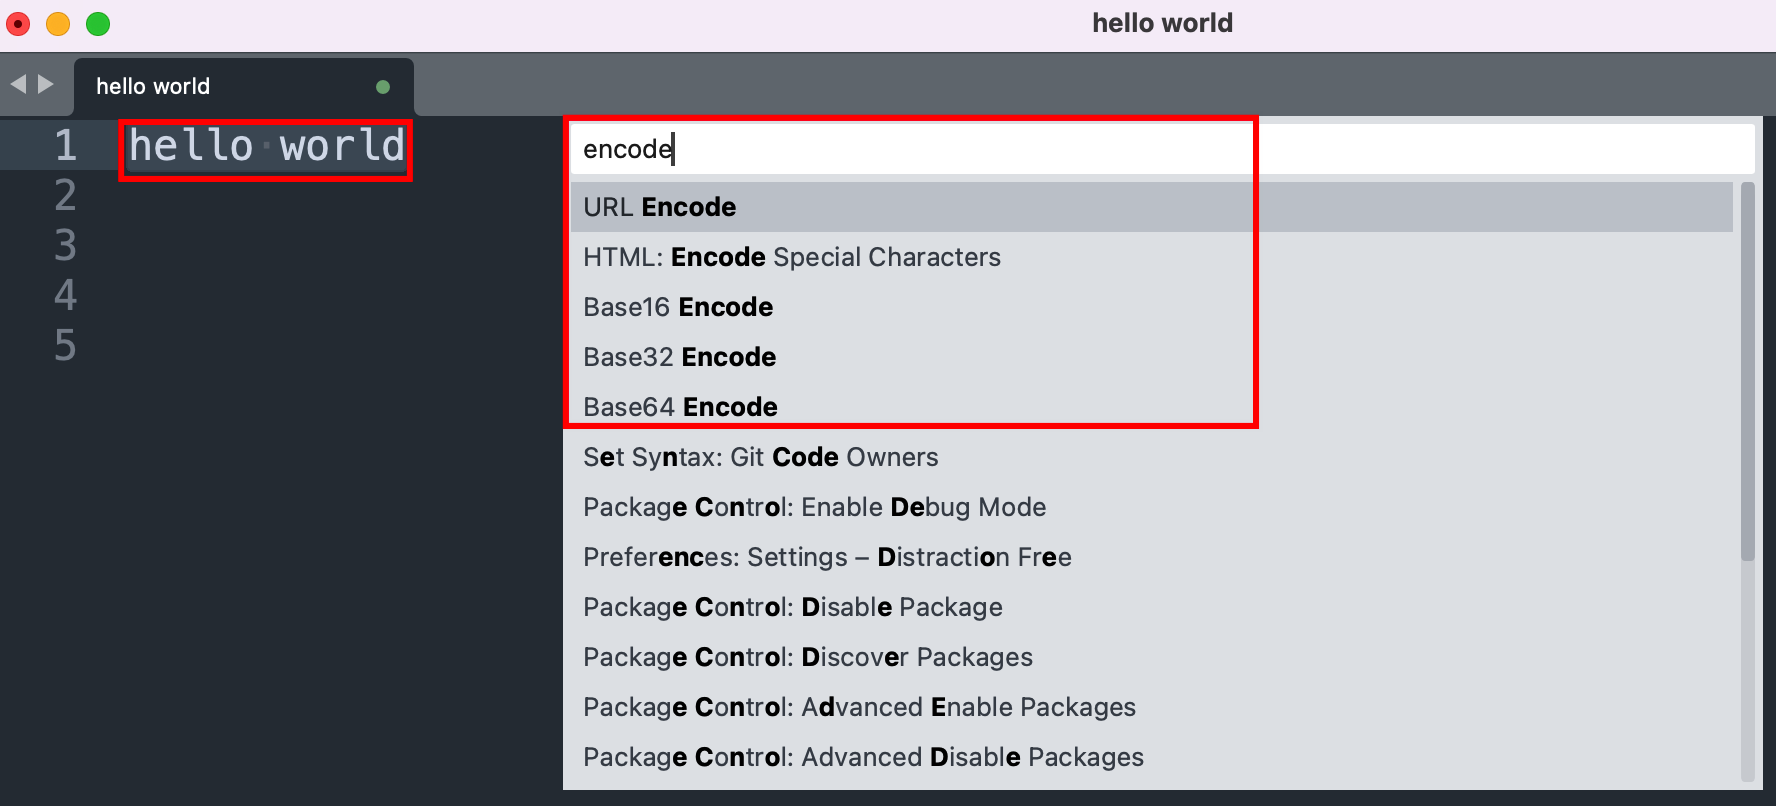 hello world
hello world
1 hello world
2
3
4
5
encode
URL Encode
HTML: Encode Special Characters
Base16 Encode
Base32 Encode
Base64 Encode
Set Syntax: Git Code Owners
Package Control: Enable Debug Mode
Preferences: Settings – Distraction Free
Package Control: Disable Package
Package Control: Discover Packages
Package Control: Advanced Enable Packages
Package Control: Advanced Disable Packages